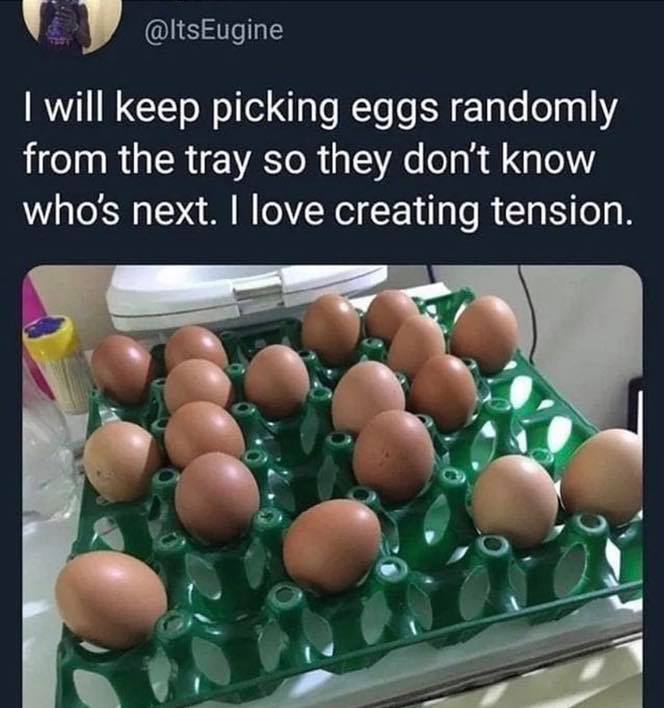 @ItsEugine
I will keep picking eggs randomly
from the tray so they don't know
who's next. I love creating tension.